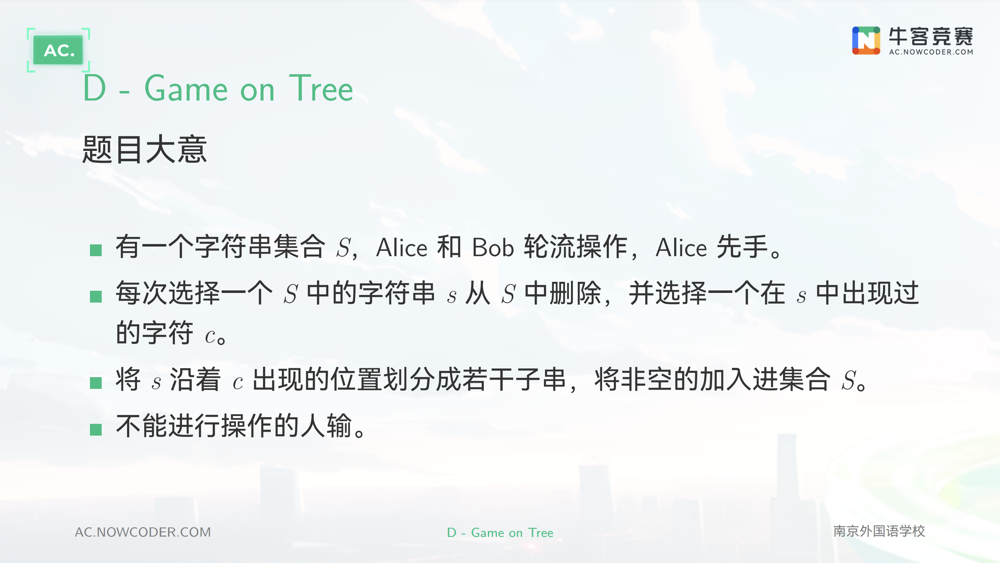 AC.
牛客竞赛
AC.NOWCODER.COM
D - Game on Tree
题目大意
有一个字符串集合 S，Alice 和 Bob 轮流操作，Alice 先手。
每次选择一个 S 中的字符串 s 从 S 中删除，并选择一个在 s 中出现过
的字符 c。
将 s 沿着 c 出现的位置划分成若干子串，将非空的加入进集合 S。
不能进行操作的人输。
AC.NOWCODER.COM
D - Game on Tree
南京外国语学校